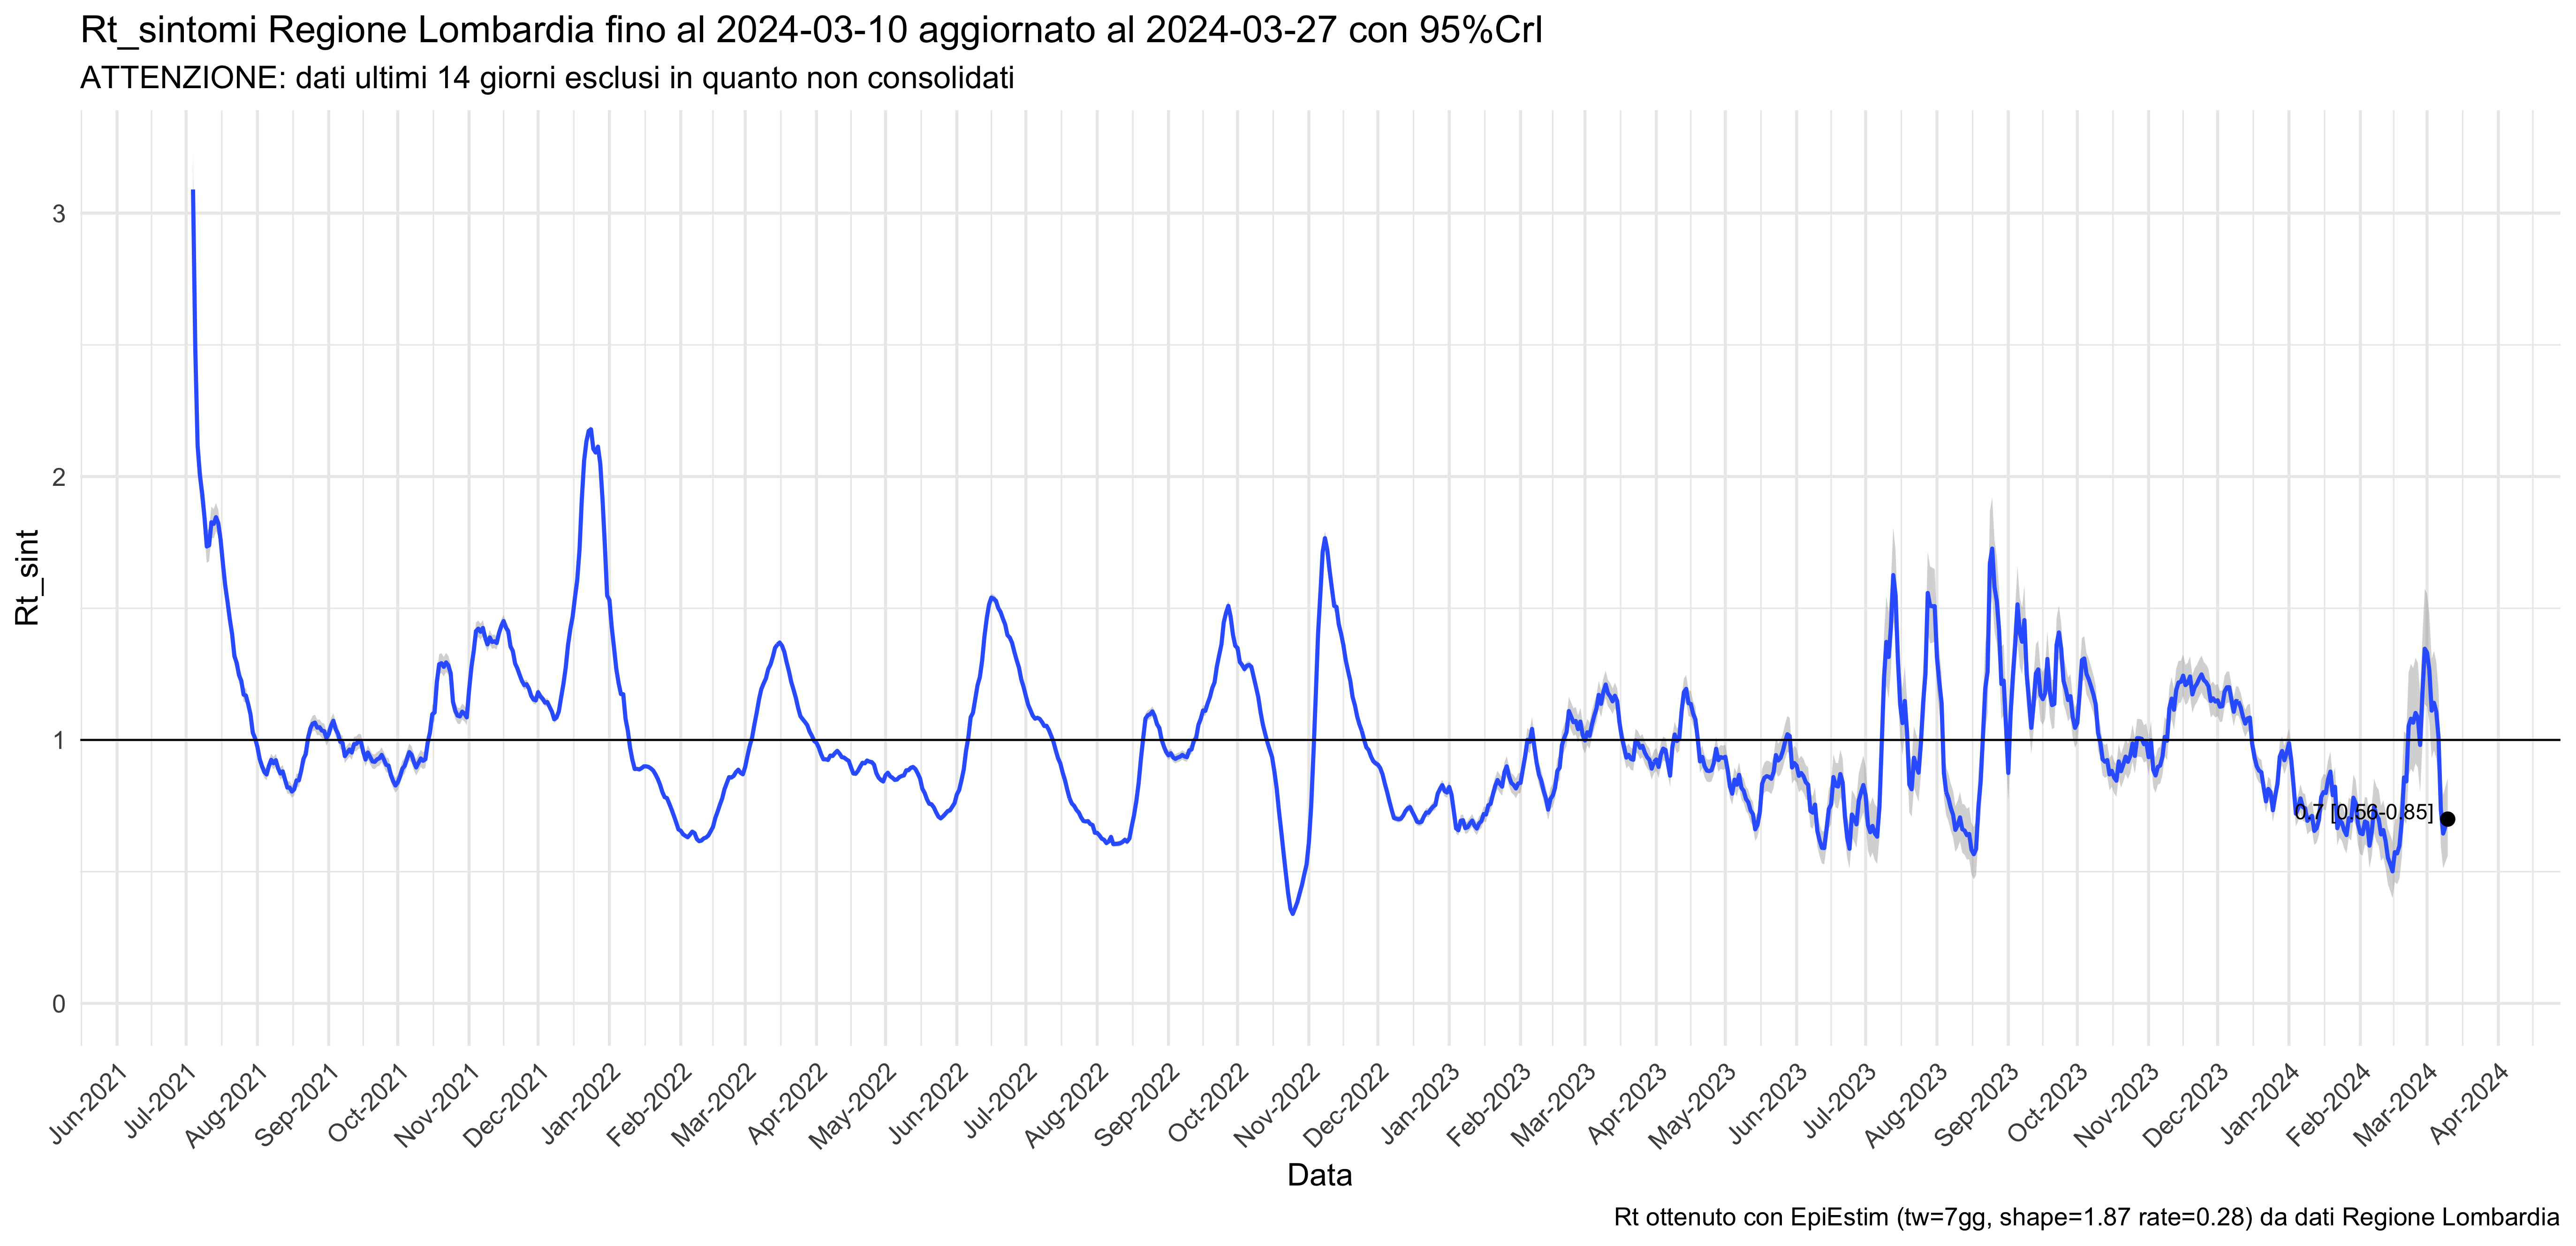 Rt_sintomi Regione Lombardia fino al 2024-03-10 aggiornato al 2024-03-27 con 95%CrI
ATTENZIONE: dati ultimi 14 giorni esclusi in quanto non consolidati
Rt_sint
3
2
1
0
0.7 [0.56-0.85]
Jun-2021
Jul-2021
Aug-2021
Sep-2021
Oct-2021
Nov-2021
Dec-2021
Jan-2022
Feb-2022
Mar-2022
Apr-2022
May-2022
Jun-2022
Jul-2022
Aug-2022
Sep-2022
Oct-2022
Nov-2022
Dec-2022
Jan-2023
Feb-2023
Mar-2023
Apr-2023
May-2023
Jun-2023
Jul-2023
Aug-2023
Sep-2023
Oct-2023
Nov-2023
Dec-2023
Jan-2024
Feb-2024
Mar-2024
Apr-2024
Data
Rt ottenuto con EpiEstim (tw=7gg, shape=1.87 rate=0.28) da dati Regione Lombardia